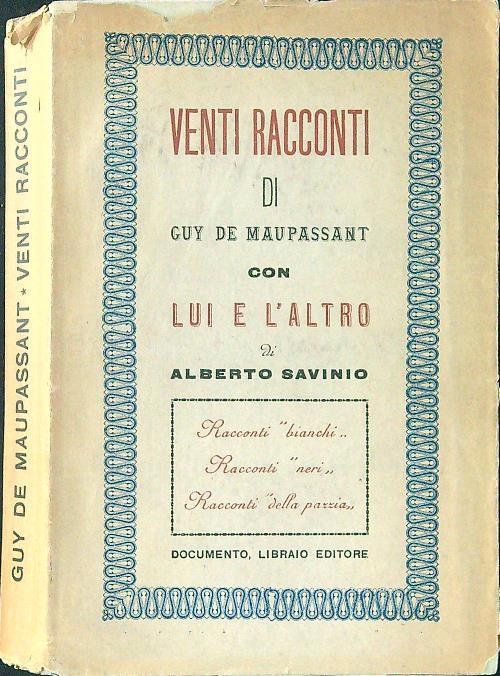 GUY DE MAUPASSANT ★ VENTI RACCONTI
VENTI RACCONTI
DI
GUY DE MAUPASSANT
CON
LUI E L'ALTRO
di
ALBERTO SAVINIO
Racconti "bianchi„
Racconti "neri„
Racconti "della pazzia„
DOCUMENTO, LIBRAIO EDITORE